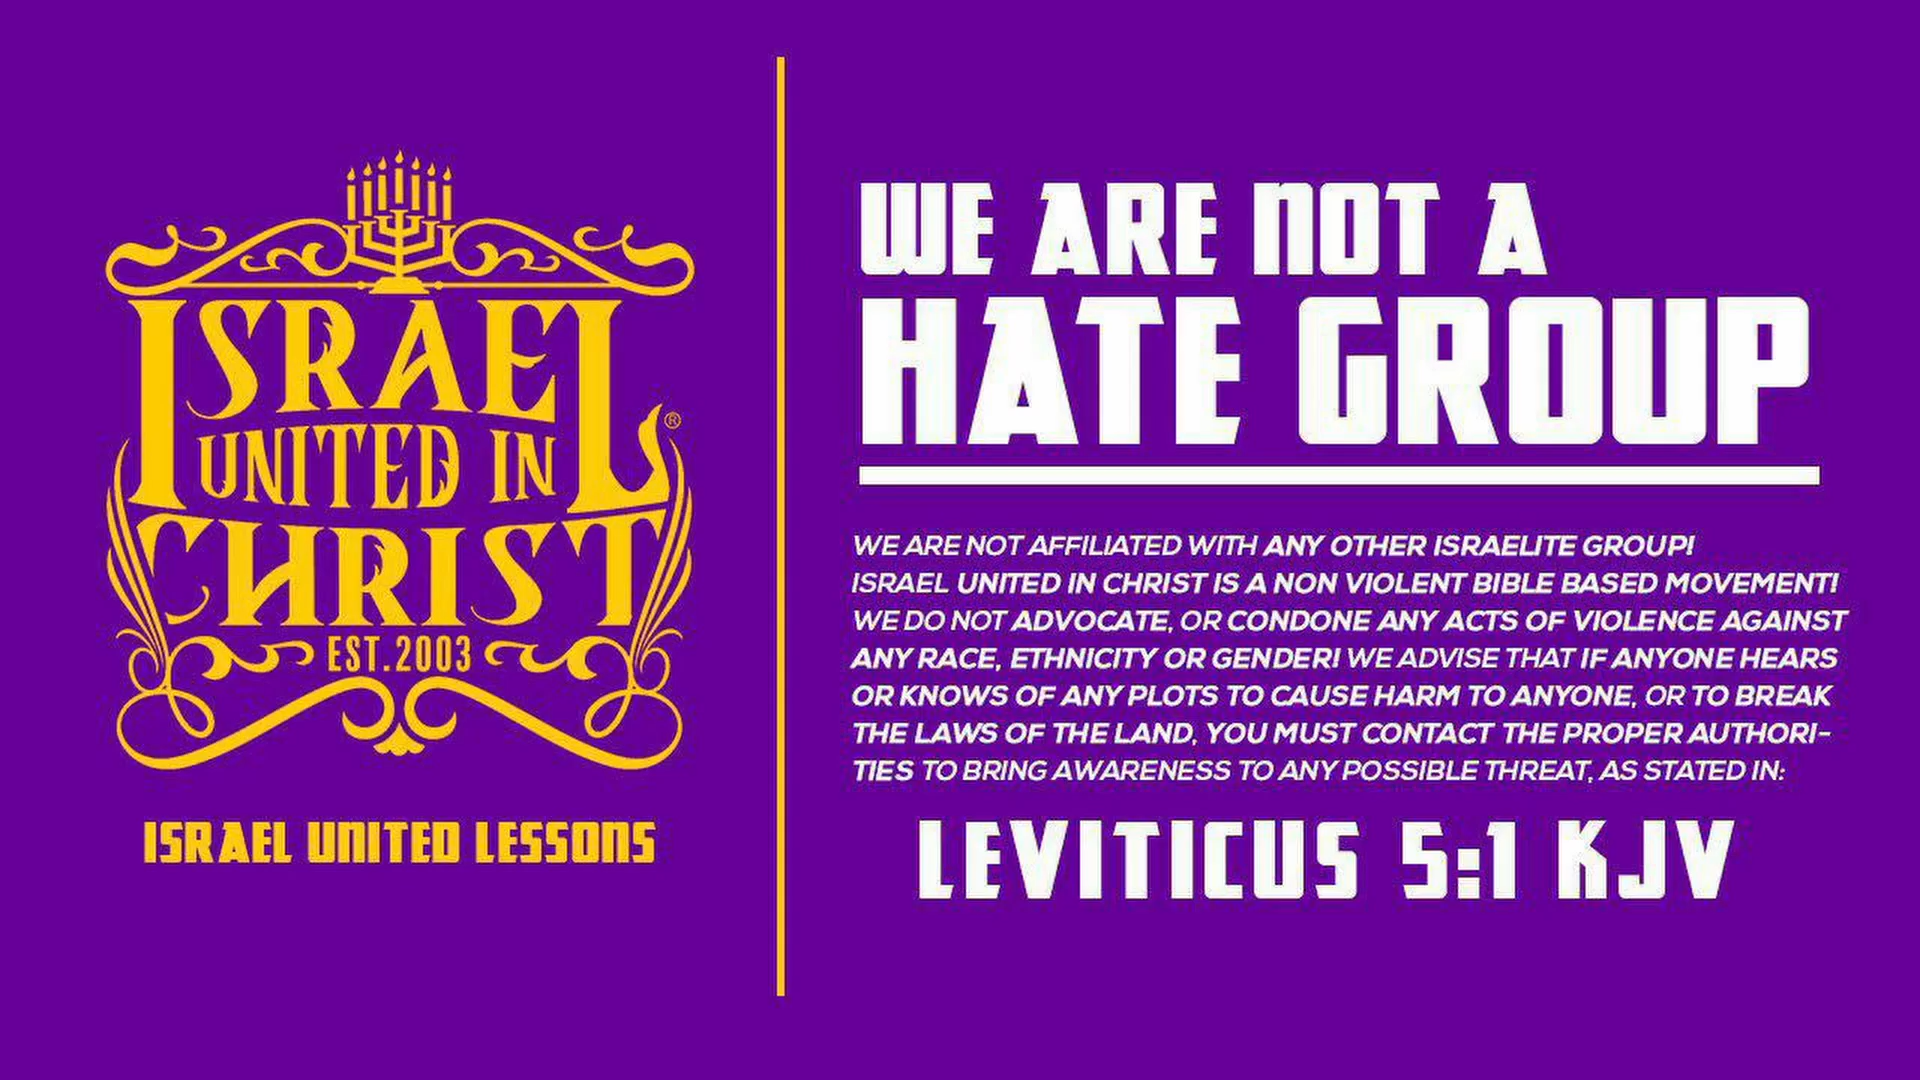 ISRAEL
UNITED IN
CHRIST
®
EST.2003
ISRAEL UNITED LESSONS
WE ARE NOT A
HATE GROUP
WE ARE NOT AFFILIATED WITH ANY OTHER ISRAELITE GROUP!
ISRAEL UNITED IN CHRIST IS A NON VIOLENT BIBLE BASED MOVEMENT!
WE DO NOT ADVOCATE, OR CONDONE ANY ACTS OF VIOLENCE AGAINST
ANY RACE, ETHNICITY OR GENDER! WE ADVISE THAT IF ANYONE HEARS
OR KNOWS OF ANY PLOTS TO CAUSE HARM TO ANYONE, OR TO BREAK
THE LAWS OF THE LAND, YOU MUST CONTACT THE PROPER AUTHORI-
TIES TO BRING AWARENESS TO ANY POSSIBLE THREAT, AS STATED IN:
LEVITICUS 5:1 KJV